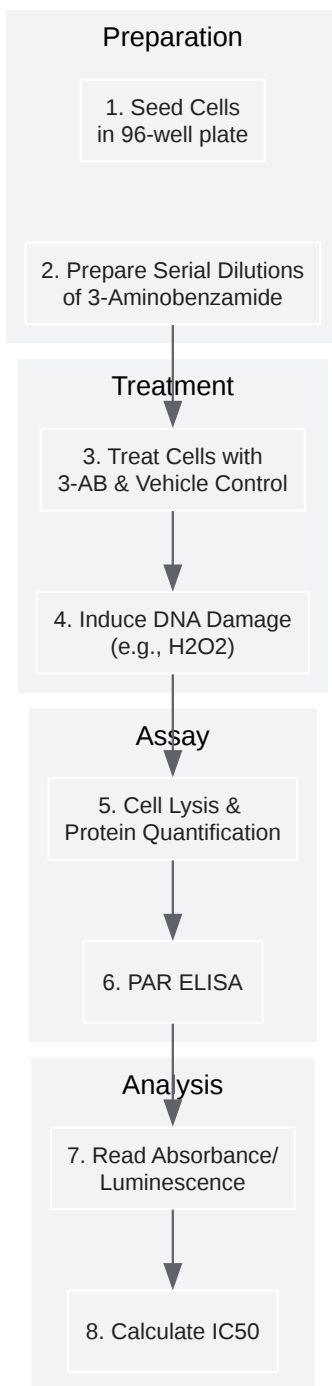 Preparation
1. Seed Cells
in 96-well plate
2. Prepare Serial Dilutions
of 3-Aminobenzamide
Treatment
3. Treat Cells with
3-AB & Vehicle Control
4. Induce DNA Damage
(e.g., H2O2)
Assay
5. Cell Lysis &
Protein Quantification
6. PAR ELISA
Analysis
7. Read Absorbance/
Luminescence
8. Calculate IC50